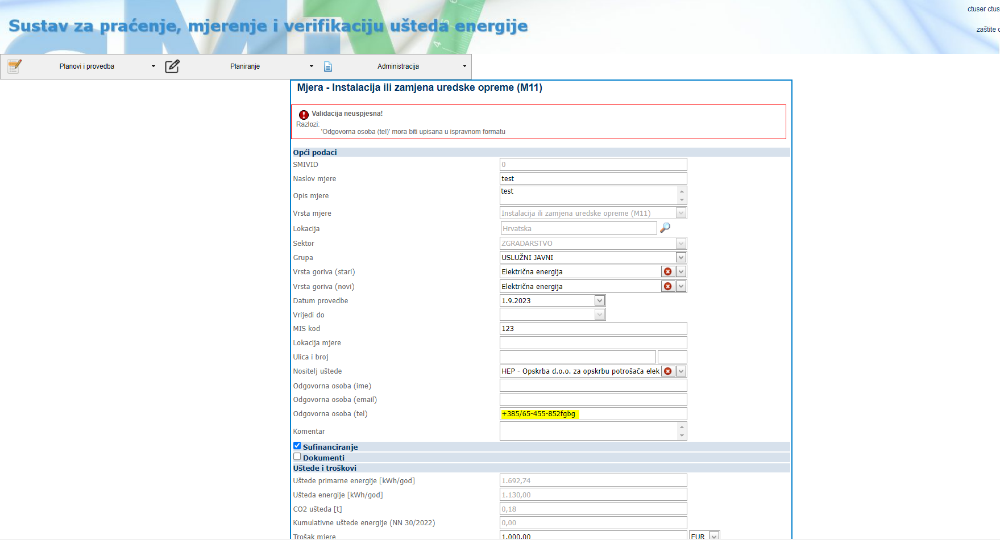 ctuser ctus
Sustav za praćenje, mjerenje i verifikaciju ušteda energije
zaštite o
Planovi i provedba
Planiranje
Administracija
Mjera - Instalacija ili zamjena uredske opreme (M11)
Validacija neuspjesna!
Razlozi:
'Odgovorna osoba (tel)' mora biti upisana u ispravnom formatu
Opći podaci
SMIVID 0
Naslov mjere test
Opis mjere test
Vrsta mjere Instalacija ili zamjena uredske opreme (M11)
Lokacija Hrvatska
Sektor ZGRADARSTVO
Grupa USLUŽNI JAVNI
Vrsta goriva (stari) Električna energija
Vrsta goriva (novi) Električna energija
Datum provedbe 1.9.2023
Vrijedi do
MIS kod 123
Lokacija mjere
Ulica i broj
Nositelj uštede HEP - Opskrba d.o.o. za opskrbu potrošača elek
Odgovorna osoba (ime)
Odgovorna osoba (email)
Odgovorna osoba (tel) +385/65-455-852fgbg
Komentar
Sufinanciranje
Dokumenti
Uštede i troškovi
Uštede primarne energije [kWh/god] 1.692,74
Ušteda energije [kWh/god] 1.130,00
CO2 ušteda [t] 0,18
Kumulativne uštede energije (NN 30/2022) 0,00
Trošak mjere 1.000,00 EUR